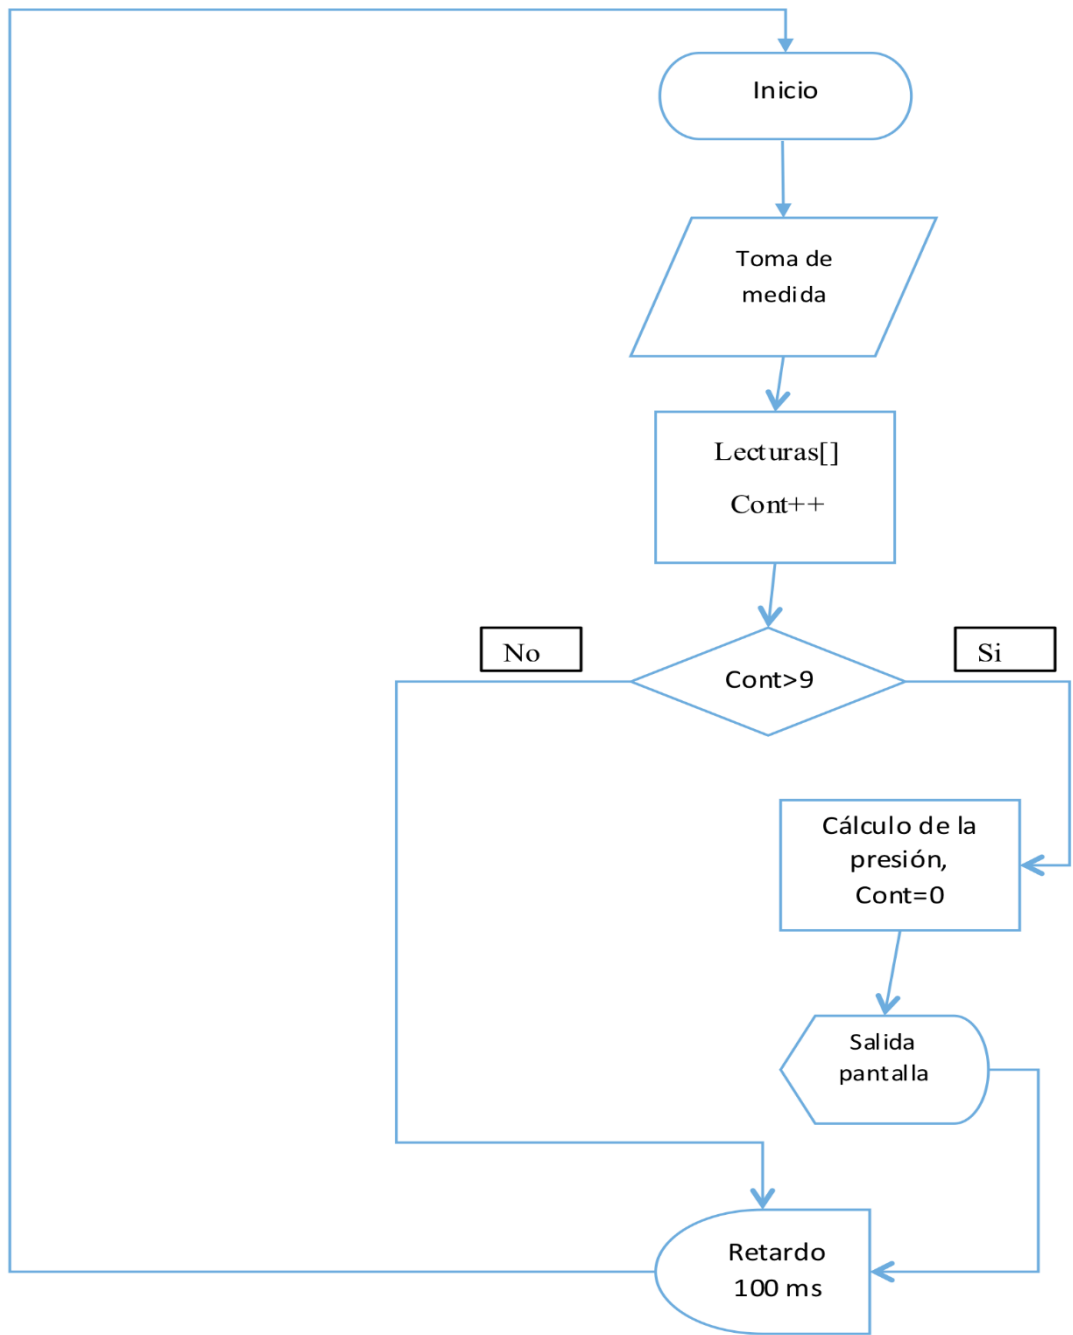 Inicio
Toma de
medida
Lecturas[]
Cont++
No
Si
Cont>9
Cálculo de la
presión,
Cont=0
Salida
pantalla
Retardo
100 ms